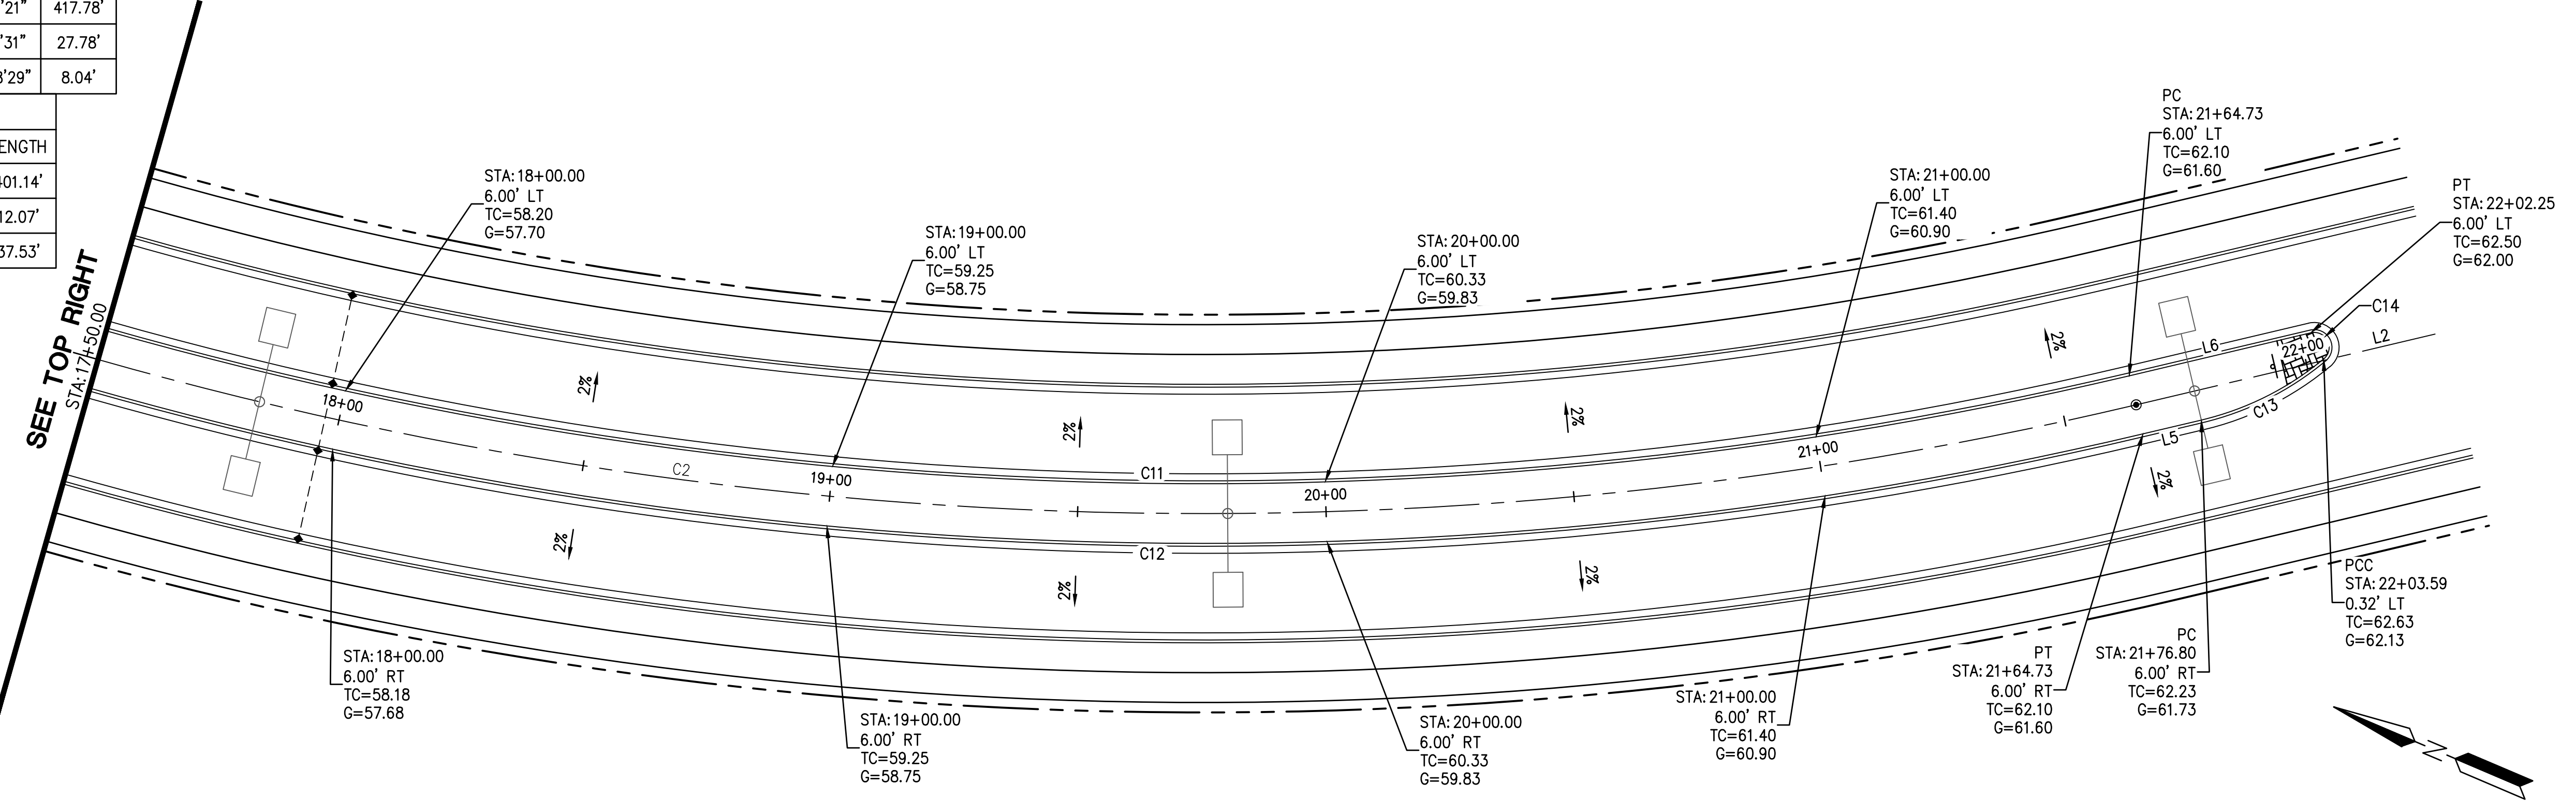 '21" 417.78'
'31" 27.78'
'29" 8.04'
ENGTH
401.14'
12.07'
37.53'
SEE TOP RIGHT
STA:17+50.00
STA:18+00.00
6.00' LT
TC=58.20
G=57.70
STA:19+00.00
6.00' LT
TC=59.25
G=58.75
STA:20+00.00
6.00' LT
TC=60.33
G=59.83
STA:21+00.00
6.00' LT
TC=61.40
G=60.90
PC
STA:21+64.73
6.00' LT
TC=62.10
G=61.60
PT
STA:22+02.25
6.00' LT
TC=62.50
G=62.00
C14
L2
L6
22+00
C13
L5
2%
2%
2%
2%
2%
2%
2%
2%
18+00
C2
19+00
C11
20+00
21+00
C12
STA:18+00.00
6.00' RT
TC=58.18
G=57.68
STA:19+00.00
6.00' RT
TC=59.25
G=58.75
STA:20+00.00
6.00' RT
TC=60.33
G=59.83
STA:21+00.00
6.00' RT
TC=61.40
G=60.90
PT
STA:21+64.73
6.00' RT
TC=62.10
G=61.60
PC
STA:21+76.80
6.00' RT
TC=62.23
G=61.73
PCC
STA:22+03.59
0.32' LT
TC=62.63
G=62.13
N